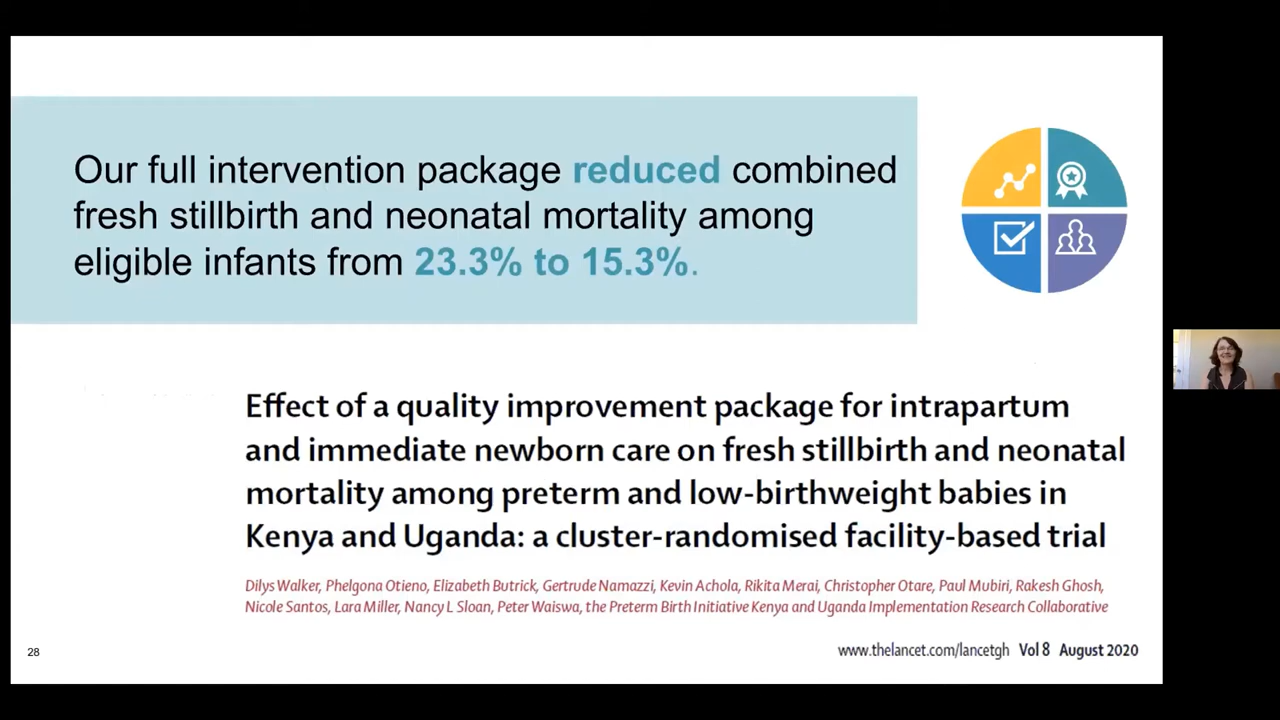 Our full intervention package reduced combined
fresh stillbirth and neonatal mortality among
eligible infants from 23.3% to 15.3%.
Effect of a quality improvement package for intrapartum
and immediate newborn care on fresh stillbirth and neonatal
mortality among preterm and low-birthweight babies in
Kenya and Uganda: a cluster-randomised facility-based trial
Dilys Walker, Phelgona Otieno, Elizabeth Butrick, Gertrude Namazzi, Kevin Achola, Rikita Merai, Christopher Otare, Paul Mubiri, Rakesh Ghosh,
Nicole Santos, Lara Miller, Nancy L Sloan, Peter Waiswa, the Preterm Birth Initiative Kenya and Uganda Implementation Research Collaborative
28
www.thelancet.com/lancetgh Vol 8 August 2020